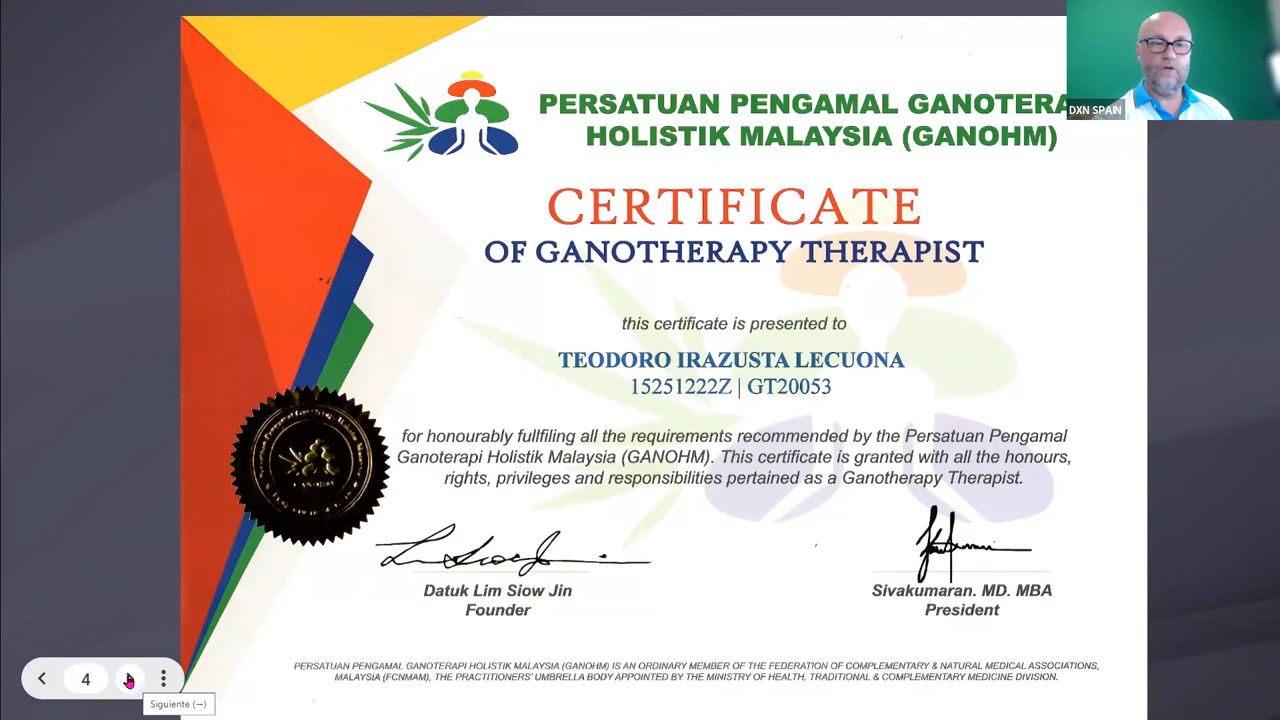 PERSATUAN PENGAMAL GANOTERA
HOLISTIK MALAYSIA (GANOHM)
DXN SPAIN
CERTIFICATE
OF GANOTHERAPY THERAPIST
this certificate is presented to
TEODORO IRAZUSTA LECUONA
15251222Z | GT20053
for honourably fullfiling all the requirements recommended by the Persatuan Pengamal
Ganoterapi Holistik Malaysia (GANOHM). This certificate is granted with all the honours,
rights, privileges and responsibilities pertained as a Ganotherapy Therapist.
Datuk Lim Siow Jin
Founder
Sivakumaran. MD. MBA
President
PERSATUAN PENGAMAL GANOTERAPI HOLISTIK MALAYSIA (GANOHM) IS AN ORDINARY MEMBER OF THE FEDERATION OF COMPLEMENTARY & NATURAL MEDICAL ASSOCIATIONS,
MALAYSIA (FCNMAM), THE PRACTITIONERS' UMBRELLA BODY APPOINTED BY THE MINISTRY OF HEALTH, TRADITIONAL & COMPLEMENTARY MEDICINE DIVISION.
4
Siguiente (→)